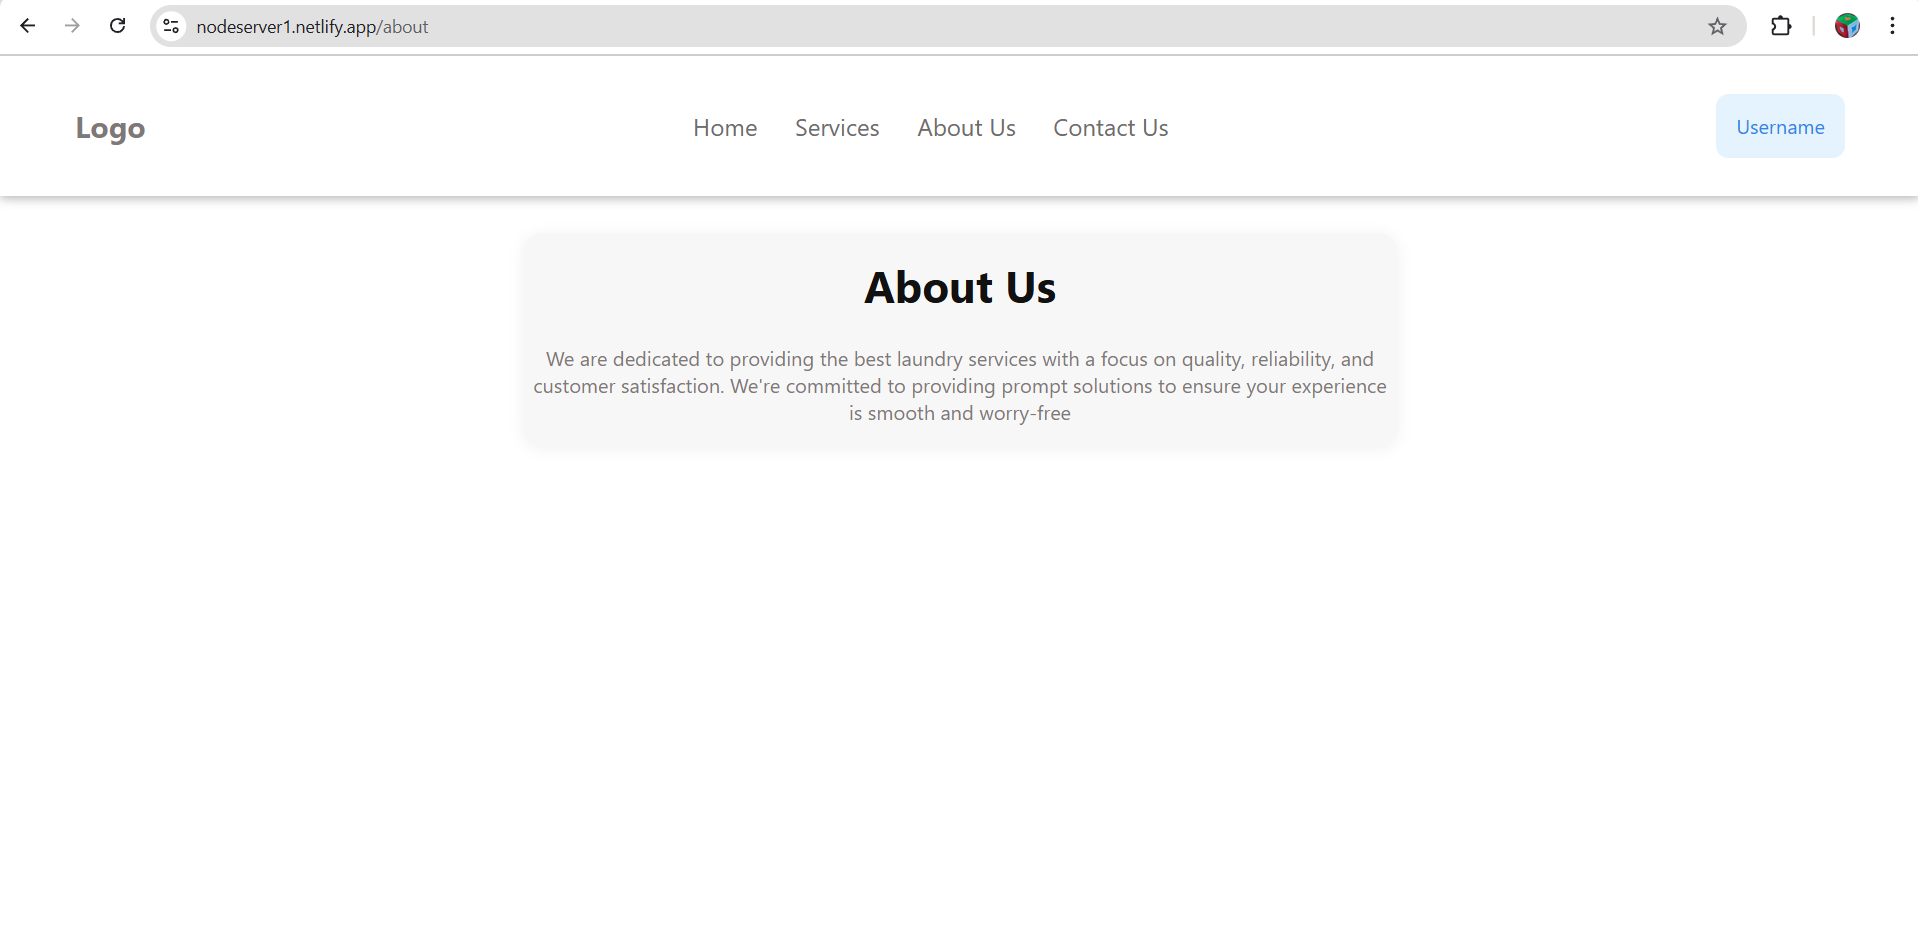 nodeserver1.netlify.app/about
Logo
Home
Services
About Us
Contact Us
Username
About Us
We are dedicated to providing the best laundry services with a focus on quality, reliability, and
customer satisfaction. We're committed to providing prompt solutions to ensure your experience
is smooth and worry-free